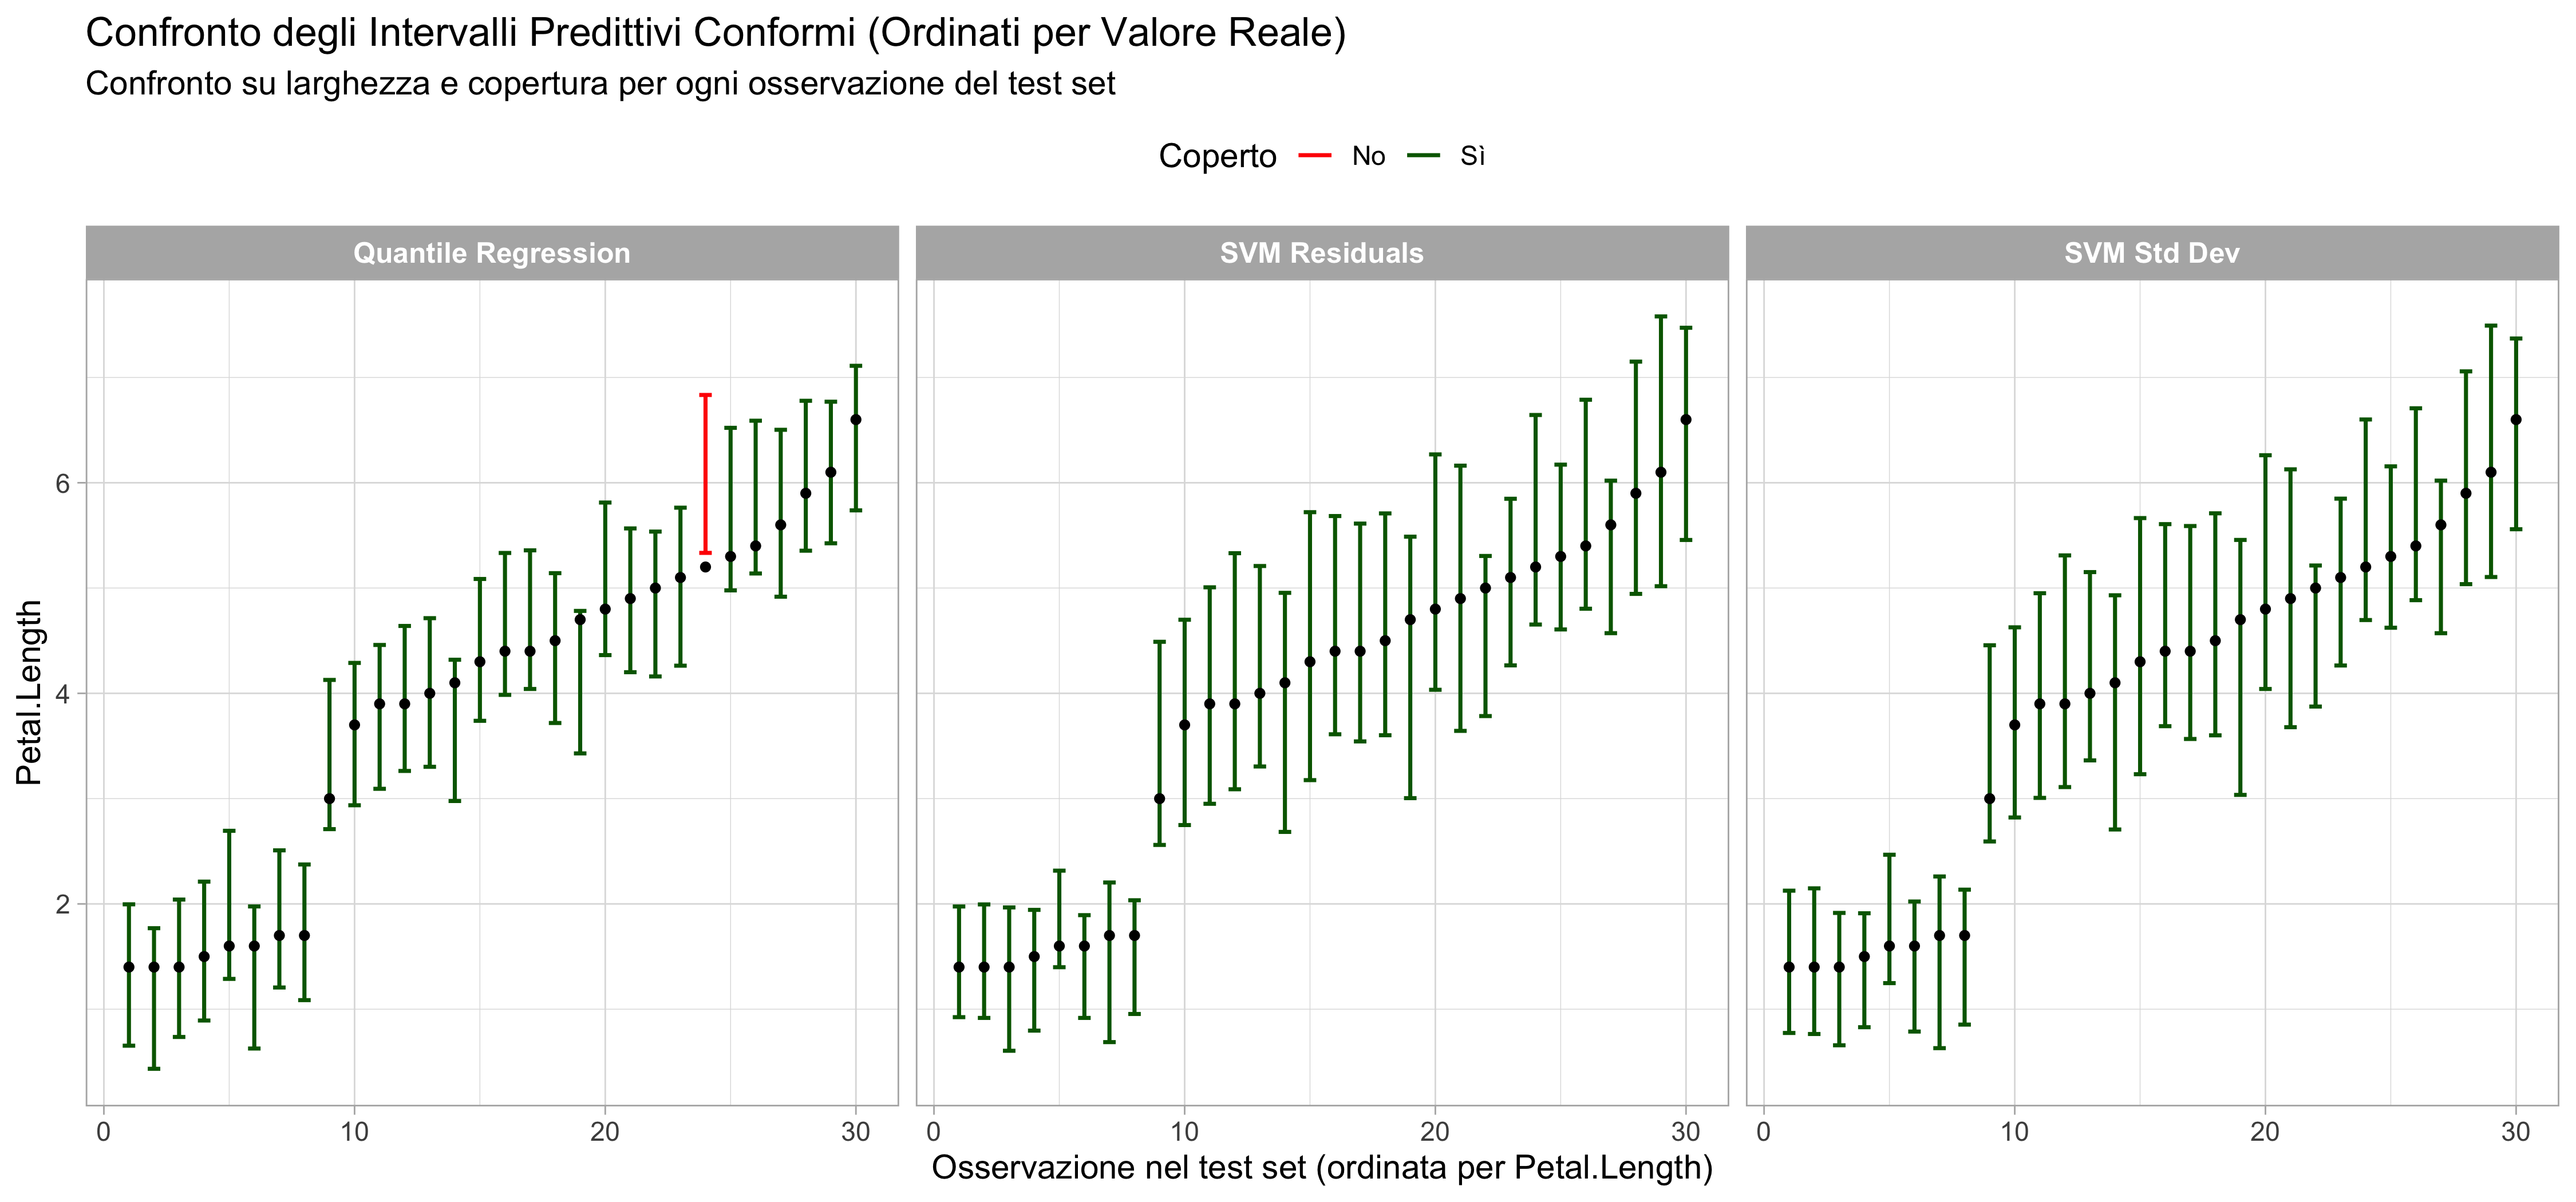 Confronto degli Intervalli Predittivi Conformi (Ordinati per Valore Reale)
Confronto su larghezza e copertura per ogni osservazione del test set
Coperto No Sì
Quantile Regression SVM Residuals SVM Std Dev
Petal.Length
6
4
2
0 10 20 30 0 10 20 30 0 10 20 30
Osservazione nel test set (ordinata per Petal.Length)